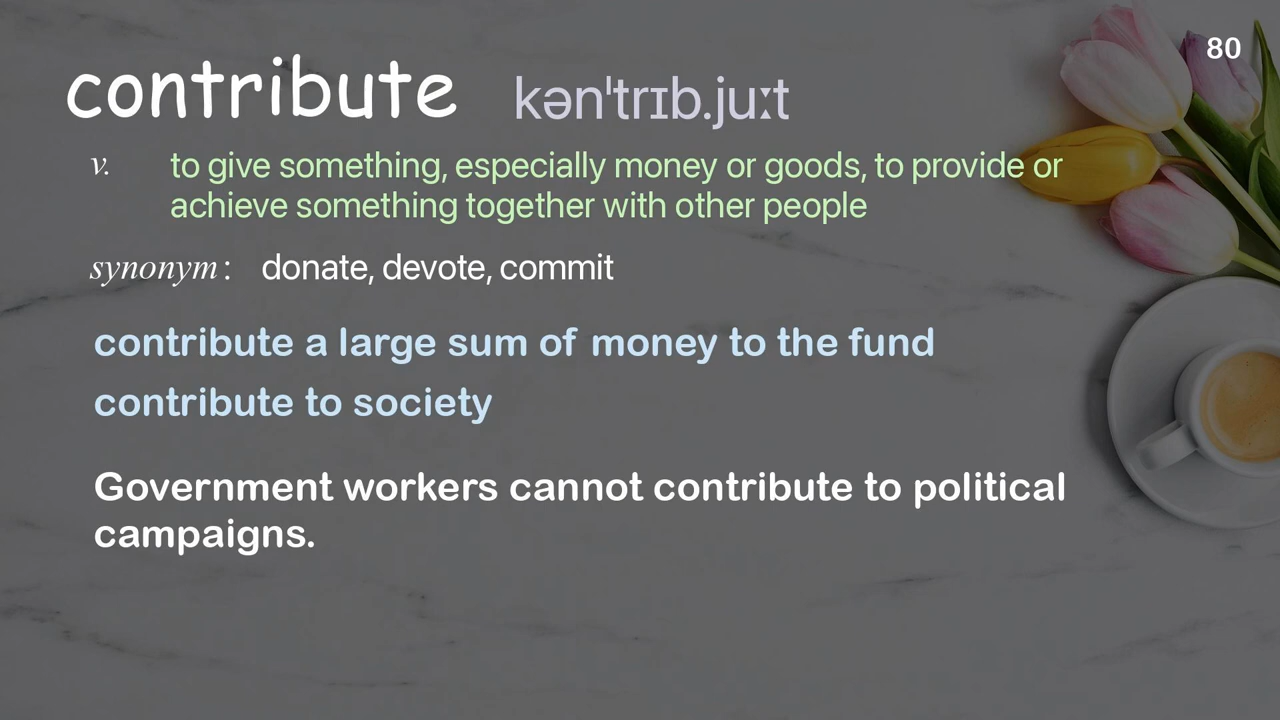 80
contribute kənˈtrɪb.juːt
v. to give something, especially money or goods, to provide or
achieve something together with other people
synonym : donate, devote, commit
contribute a large sum of money to the fund
contribute to society
Government workers cannot contribute to political
campaigns.